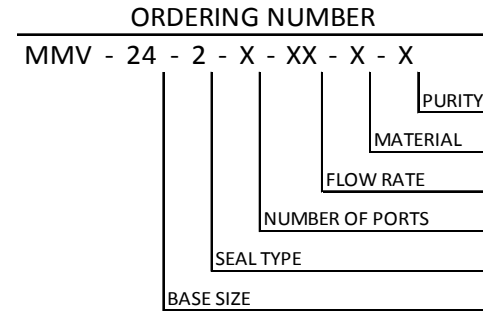 ORDERING NUMBER
MMV - 24 - 2 - X - XX - X - X
PURITY
MATERIAL
FLOW RATE
NUMBER OF PORTS
SEAL TYPE
BASE SIZE